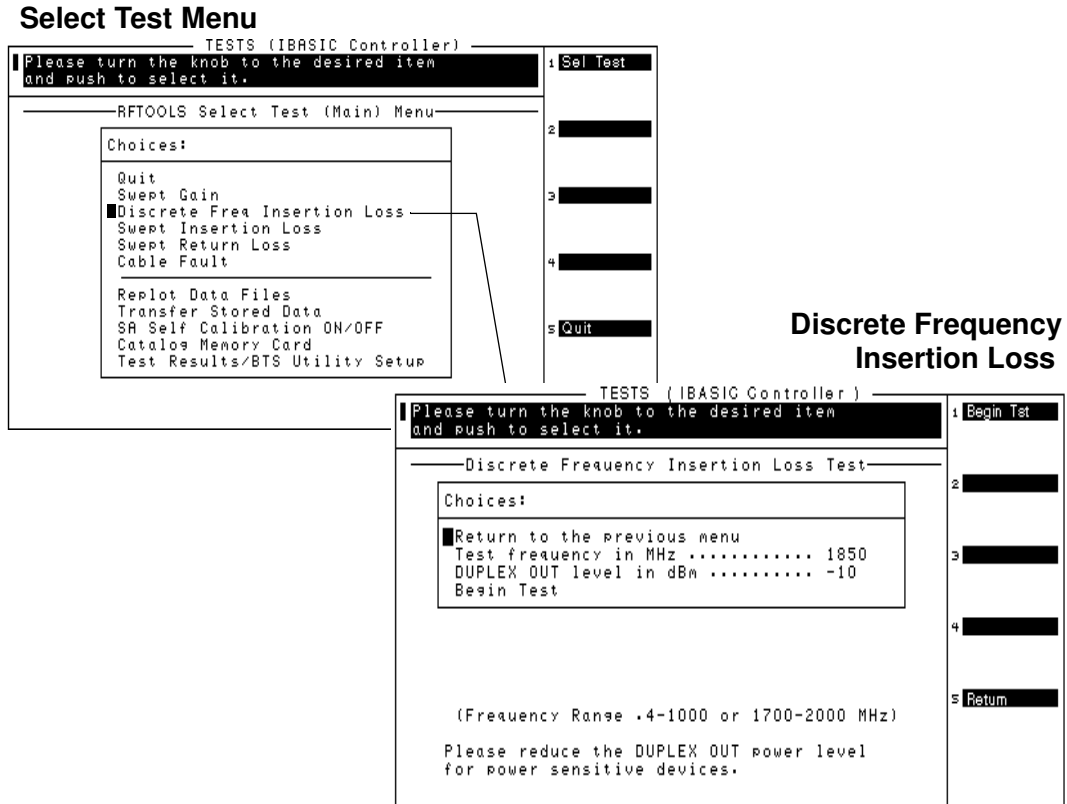 Select Test Menu
TESTS (IBASIC Controller)
Please turn the knob to the desired item
and push to select it.
1 Sel Test
RFTOOLS Select Test (Main) Menu
2
Choices:
Quit
Swept Gain
3
Discrete Freq Insertion Loss
Swept Insertion Loss
Swept Return Loss
Cable Fault
4
Replot Data Files
Transfer Stored Data
SA Self Calibration ON/OFF
5 Quit
Catalog Memory Card
Test Results/BTS Utility Setup
Discrete Frequency
Insertion Loss
TESTS (IBASIC Controller)
Please turn the knob to the desired item
and push to select it.
1 Begin Tst
Discrete Frequency Insertion Loss Test
2
Choices:
Return to the previous menu
Test frequency in MHz ............ 1850
3
DUPLEX OUT level in dBm .......... -10
Begin Test
4
5 Return
(Frequency Range .4-1000 or 1700-2000 MHz)
Please reduce the DUPLEX OUT power level
for power sensitive devices.